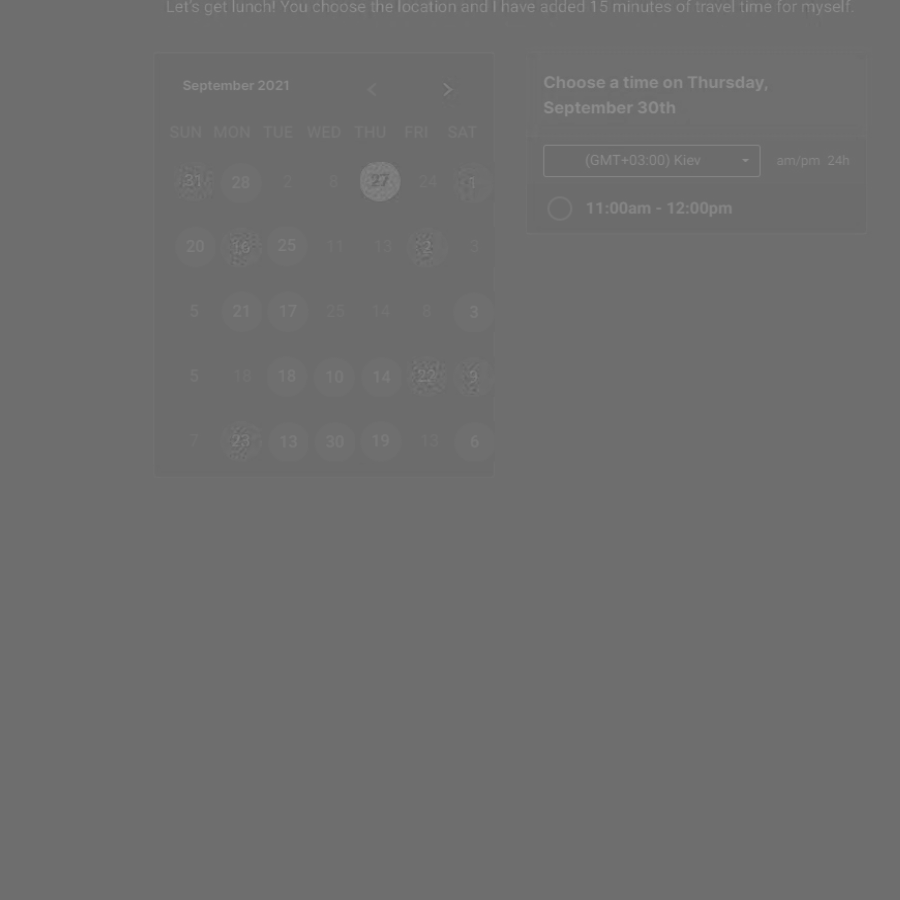 Let's get lunch! You choose the location and I have added 15 minutes of travel time for myself.
September 2021
SUN MON TUE WED THU FRI SAT
31 28 2 8 27 24 1
20 16 25 11 13 2 3
5 21 17 25 14 8 3
5 18 18 10 14 22 9
7 23 13 30 19 13 6
Choose a time on Thursday,
September 30th
(GMT+03:00) Kiev am/pm 24h
11:00am - 12:00pm